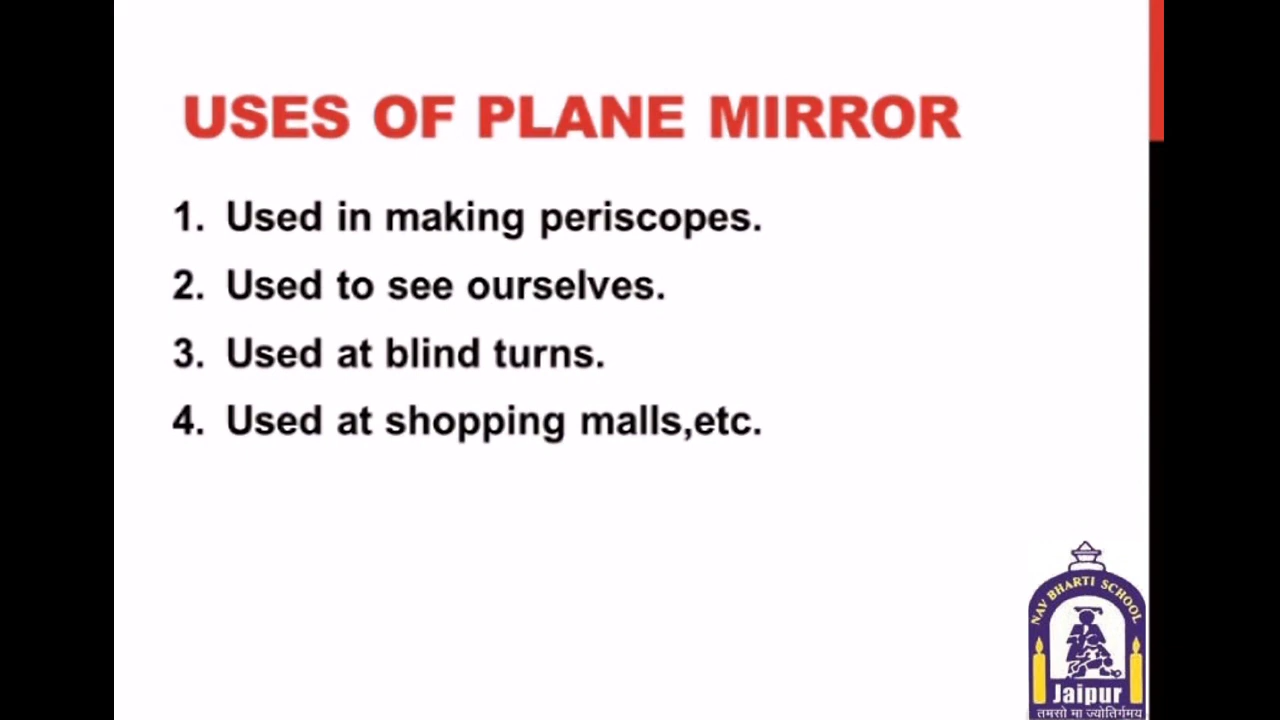 USES OF PLANE MIRROR
1. Used in making periscopes.
2. Used to see ourselves.
3. Used at blind turns.
4. Used at shopping malls,etc.
NAV BHARTI SCHOOL
Jaipur
तमसो मा ज्योतिर्गमय